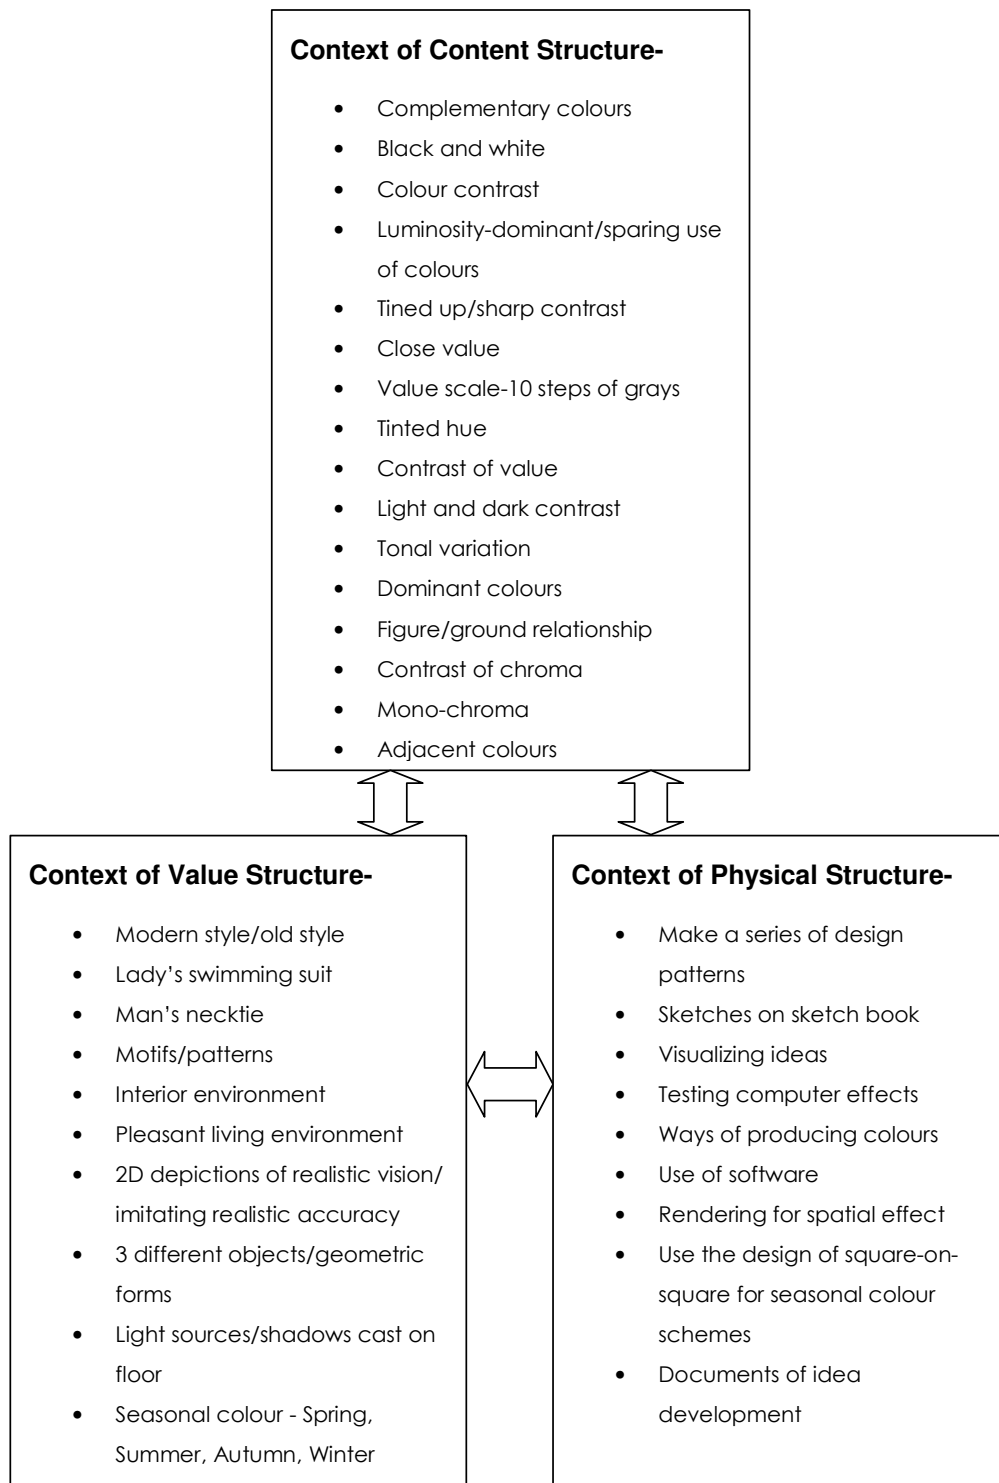 Context of Content Structure-
• Complementary colours
• Black and white
• Colour contrast
• Luminosity-dominant/sparing use
of colours
• Tined up/sharp contrast
• Close value
• Value scale-10 steps of grays
• Tinted hue
• Contrast of value
• Light and dark contrast
• Tonal variation
• Dominant colours
• Figure/ground relationship
• Contrast of chroma
• Mono-chroma
• Adjacent colours
Context of Value Structure-
• Modern style/old style
• Lady's swimming suit
• Man's necktie
• Motifs/patterns
• Interior environment
• Pleasant living environment
• 2D depictions of realistic vision/
imitating realistic accuracy
• 3 different objects/geometric
forms
• Light sources/shadows cast on
floor
• Seasonal colour - Spring,
Summer, Autumn, Winter
Context of Physical Structure-
• Make a series of design
patterns
• Sketches on sketch book
• Visualizing ideas
• Testing computer effects
• Ways of producing colours
• Use of software
• Rendering for spatial effect
• Use the design of square-on-
square for seasonal colour
schemes
• Documents of idea
development